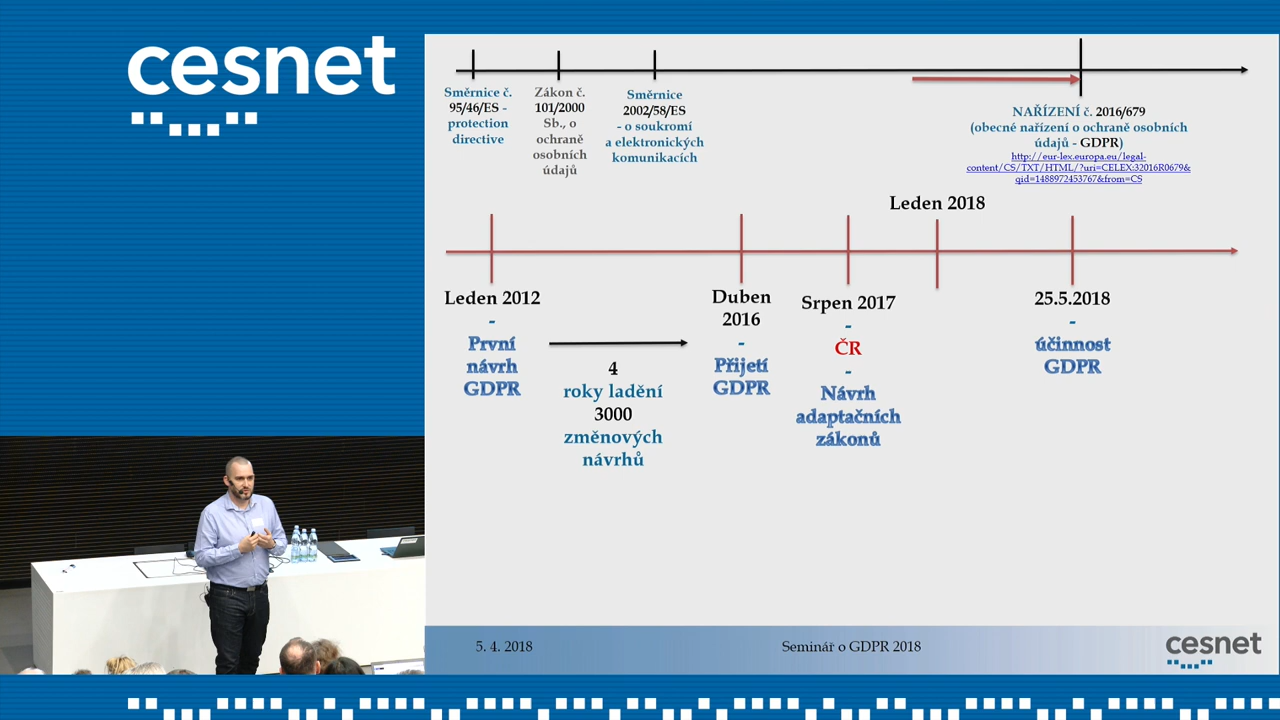 cesnet
Směrnice č.
95/46/ES -
protection
directive
Zákon č.
101/2000
Sb., o
ochraně
osobních
údajů
Směrnice
2002/58/ES
- o soukromí
a elektronických
komunikacích
NAŘÍZENÍ č. 2016/679
(obecné nařízení o ochraně osobních
údajů - GDPR)
http://eur-lex.europa.eu/legal-
content/CS/TXT/HTML/?uri=CELEX:32016R0679&
qid=1488972453767&from=CS
Leden 2018
Leden 2012
-
První
návrh
GDPR
4
roky ladění
3000
změnových
návrhů
Duben
2016
-
Přijetí
GDPR
Srpen 2017
-
ČR
-
Návrh
adaptačních
zákonů
25.5.2018
-
účinnost
GDPR
5. 4. 2018
Seminář o GDPR 2018
cesnet